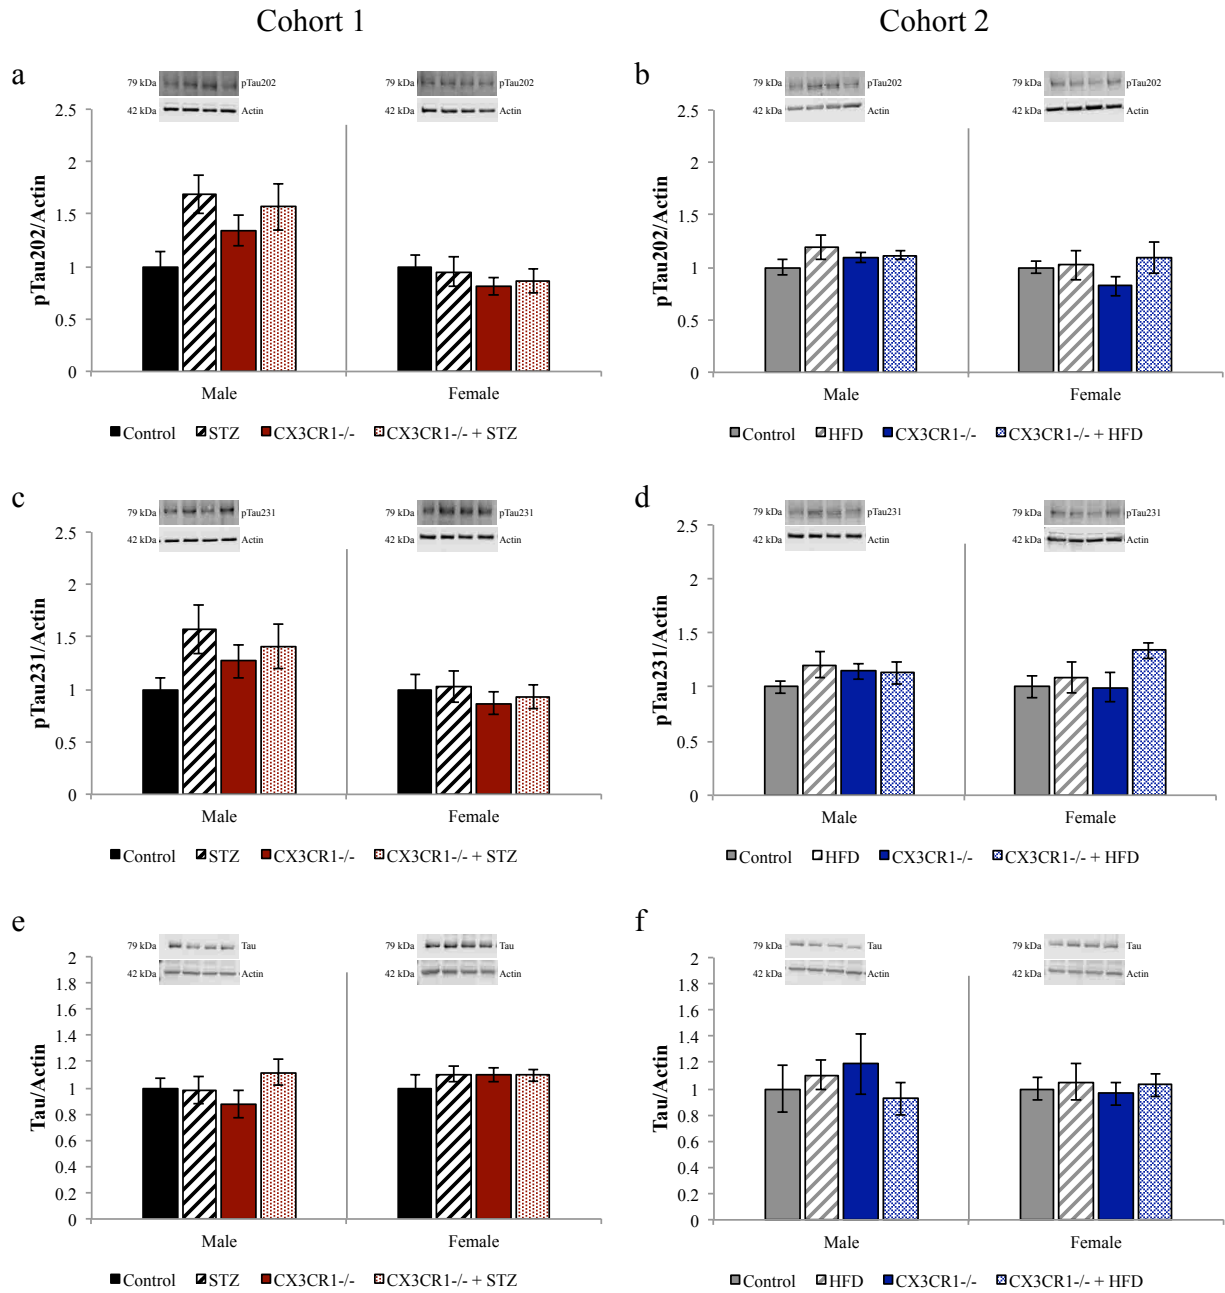 Cohort 1
Cohort 2
a
79 kDa pTau202
42 kDa Actin
79 kDa pTau202
42 kDa Actin
pTau202/Actin
2.5
2
1.5
1
0.5
0
Male Female
Control STZ CX3CR1-/- CX3CR1-/- + STZ
b
79 kDa pTau202
42 kDa Actin
79 kDa pTau202
42 kDa Actin
pTau202/Actin
2.5
2
1.5
1
0.5
0
Male Female
Control HFD CX3CR1-/- CX3CR1-/- + HFD
c
79 kDa pTau231
42 kDa Actin
79 kDa pTau231
42 kDa Actin
pTau231/Actin
2.5
2
1.5
1
0.5
0
Male Female
Control STZ CX3CR1-/- CX3CR1-/- + STZ
d
79 kDa pTau231
42 kDa Actin
79 kDa pTau231
42 kDa Actin
pTau231/Actin
2.5
2
1.5
1
0.5
0
Male Female
Control HFD CX3CR1-/- CX3CR1-/- + HFD
e
79 kDa Tau
42 kDa Actin
79 kDa Tau
42 kDa Actin
Tau/Actin
2
1.8
1.6
1.4
1.2
1
0.8
0.6
0.4
0.2
0
Male Female
Control STZ CX3CR1-/- CX3CR1-/- + STZ
f
79 kDa Tau
42 kDa Actin
79 kDa Tau
42 kDa Actin
Tau/Actin
2
1.8
1.6
1.4
1.2
1
0.8
0.6
0.4
0.2
0
Male Female
Control HFD CX3CR1-/- CX3CR1-/- + HFD